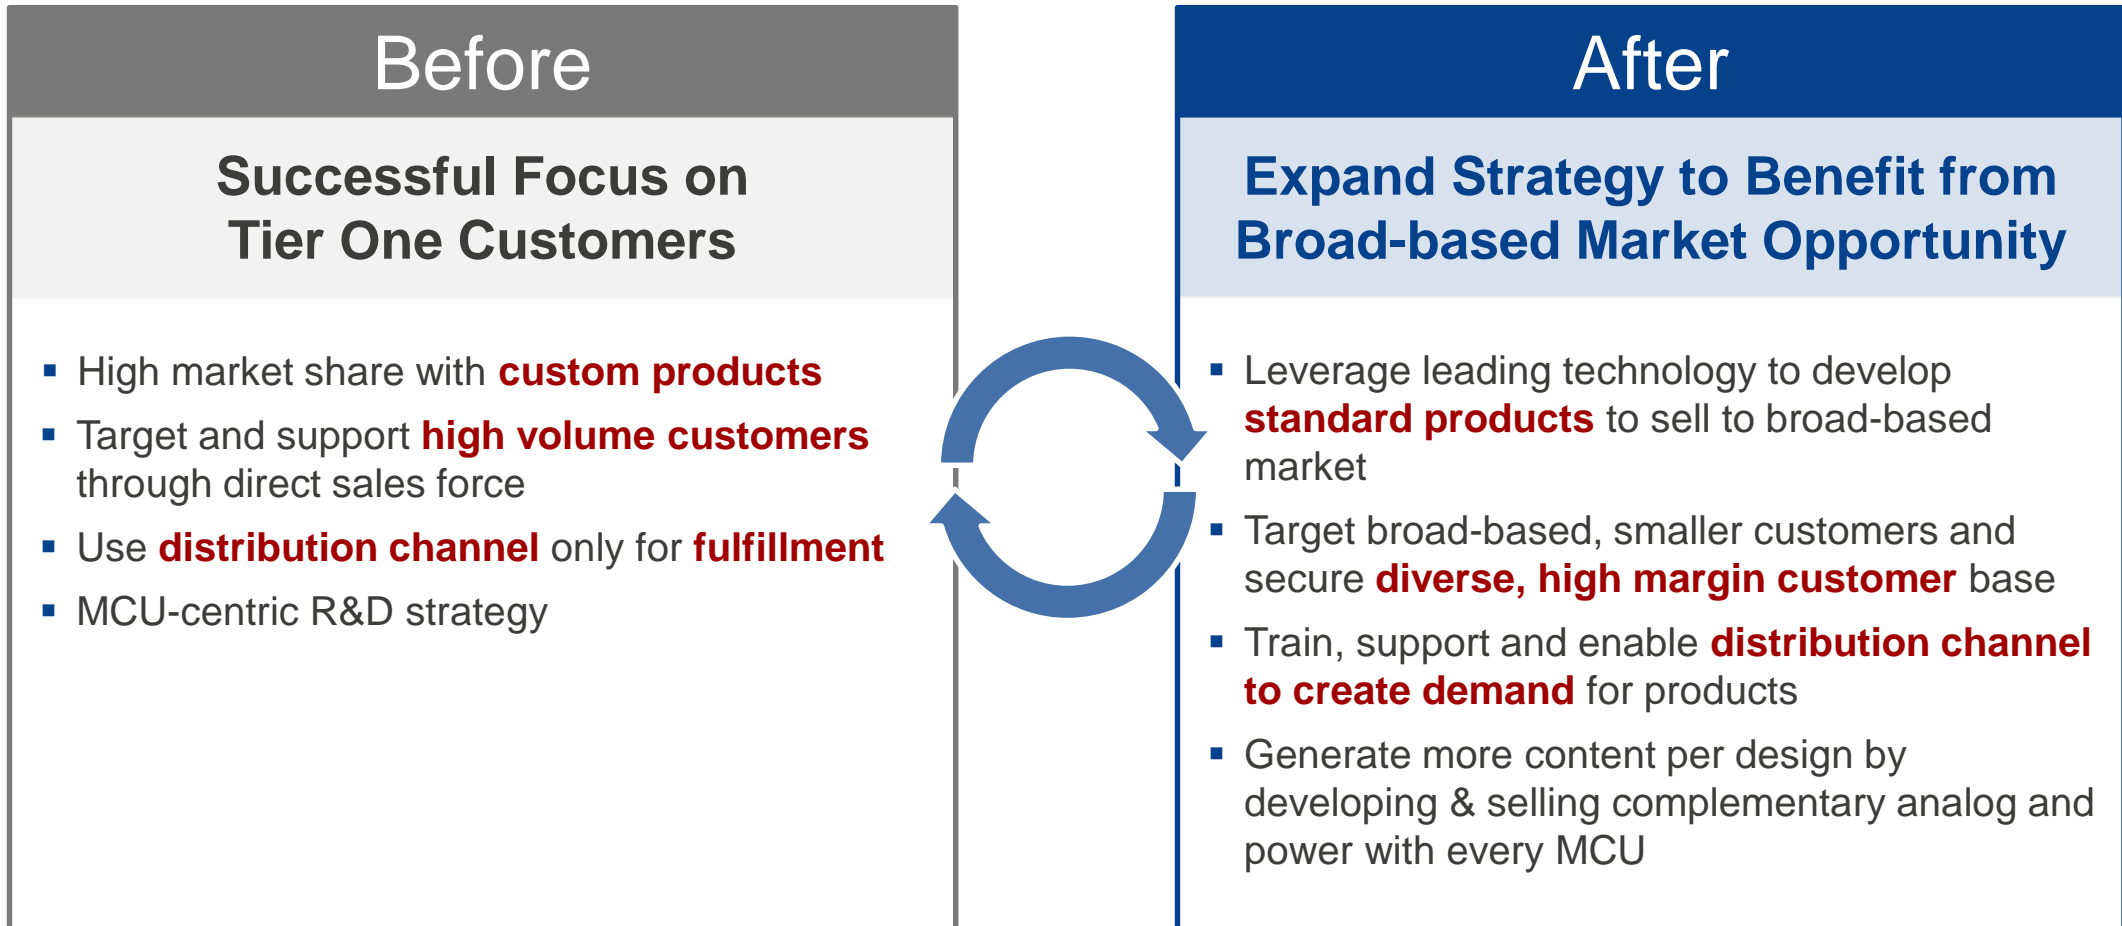 Before
Successful Focus on
Tier One Customers
▪ High market share with custom products
▪ Target and support high volume customers
through direct sales force
▪ Use distribution channel only for fulfillment
▪ MCU-centric R&D strategy
After
Expand Strategy to Benefit from
Broad-based Market Opportunity
▪ Leverage leading technology to develop
standard products to sell to broad-based
market
▪ Target broad-based, smaller customers and
secure diverse, high margin customer base
▪ Train, support and enable distribution channel
to create demand for products
▪ Generate more content per design by
developing & selling complementary analog and
power with every MCU